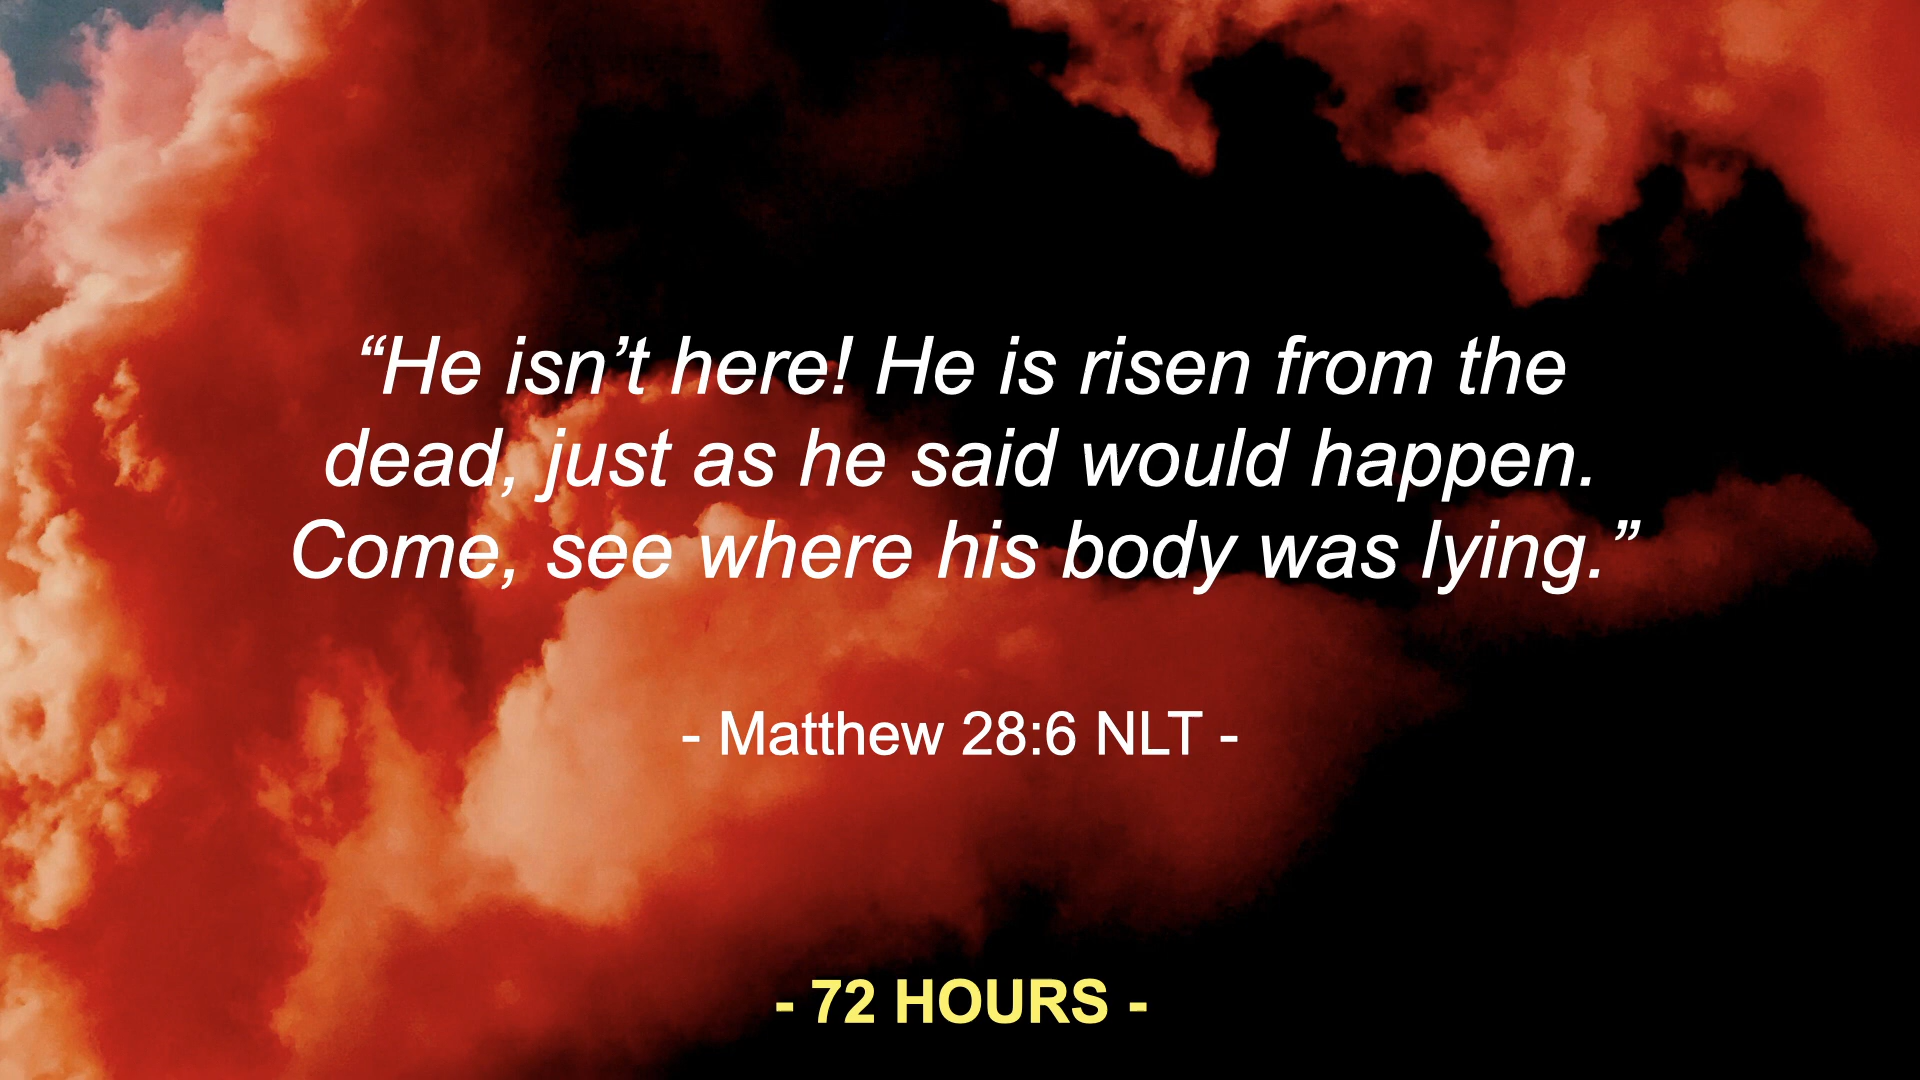 “He isn’t here! He is risen from the
dead, just as he said would happen.
Come, see where his body was lying.”
- Matthew 28:6 NLT -
- 72 HOURS -